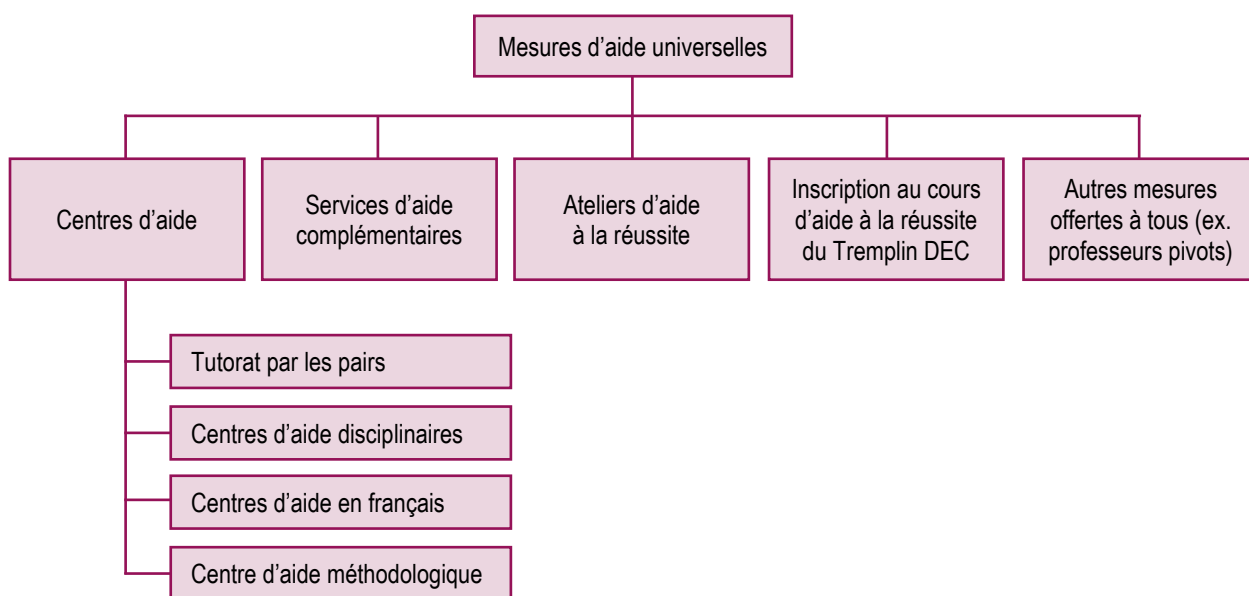 Mesures d’aide universelles
Centres d’aide
Services d’aide
complémentaires
Ateliers d’aide
à la réussite
Inscription au cours
d’aide à la réussite
du Tremplin DEC
Autres mesures
offertes à tous (ex.
professeurs pivots)
Tutorat par les pairs
Centres d’aide disciplinaires
Centres d’aide en français
Centre d’aide méthodologique